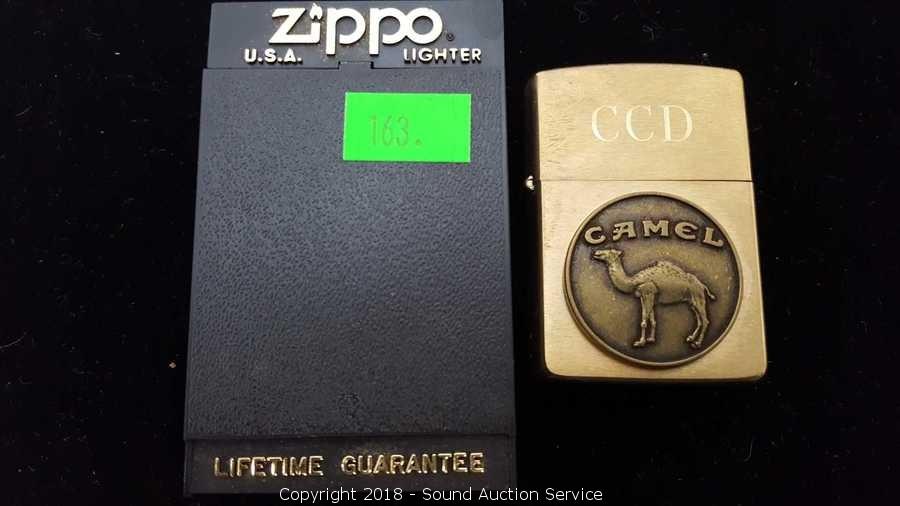 zippo
U.S.A. LIGHTER
163.
LIFETIME GUARANTEE
CCD
CAMEL
Copyright 2018 - Sound Auction Service